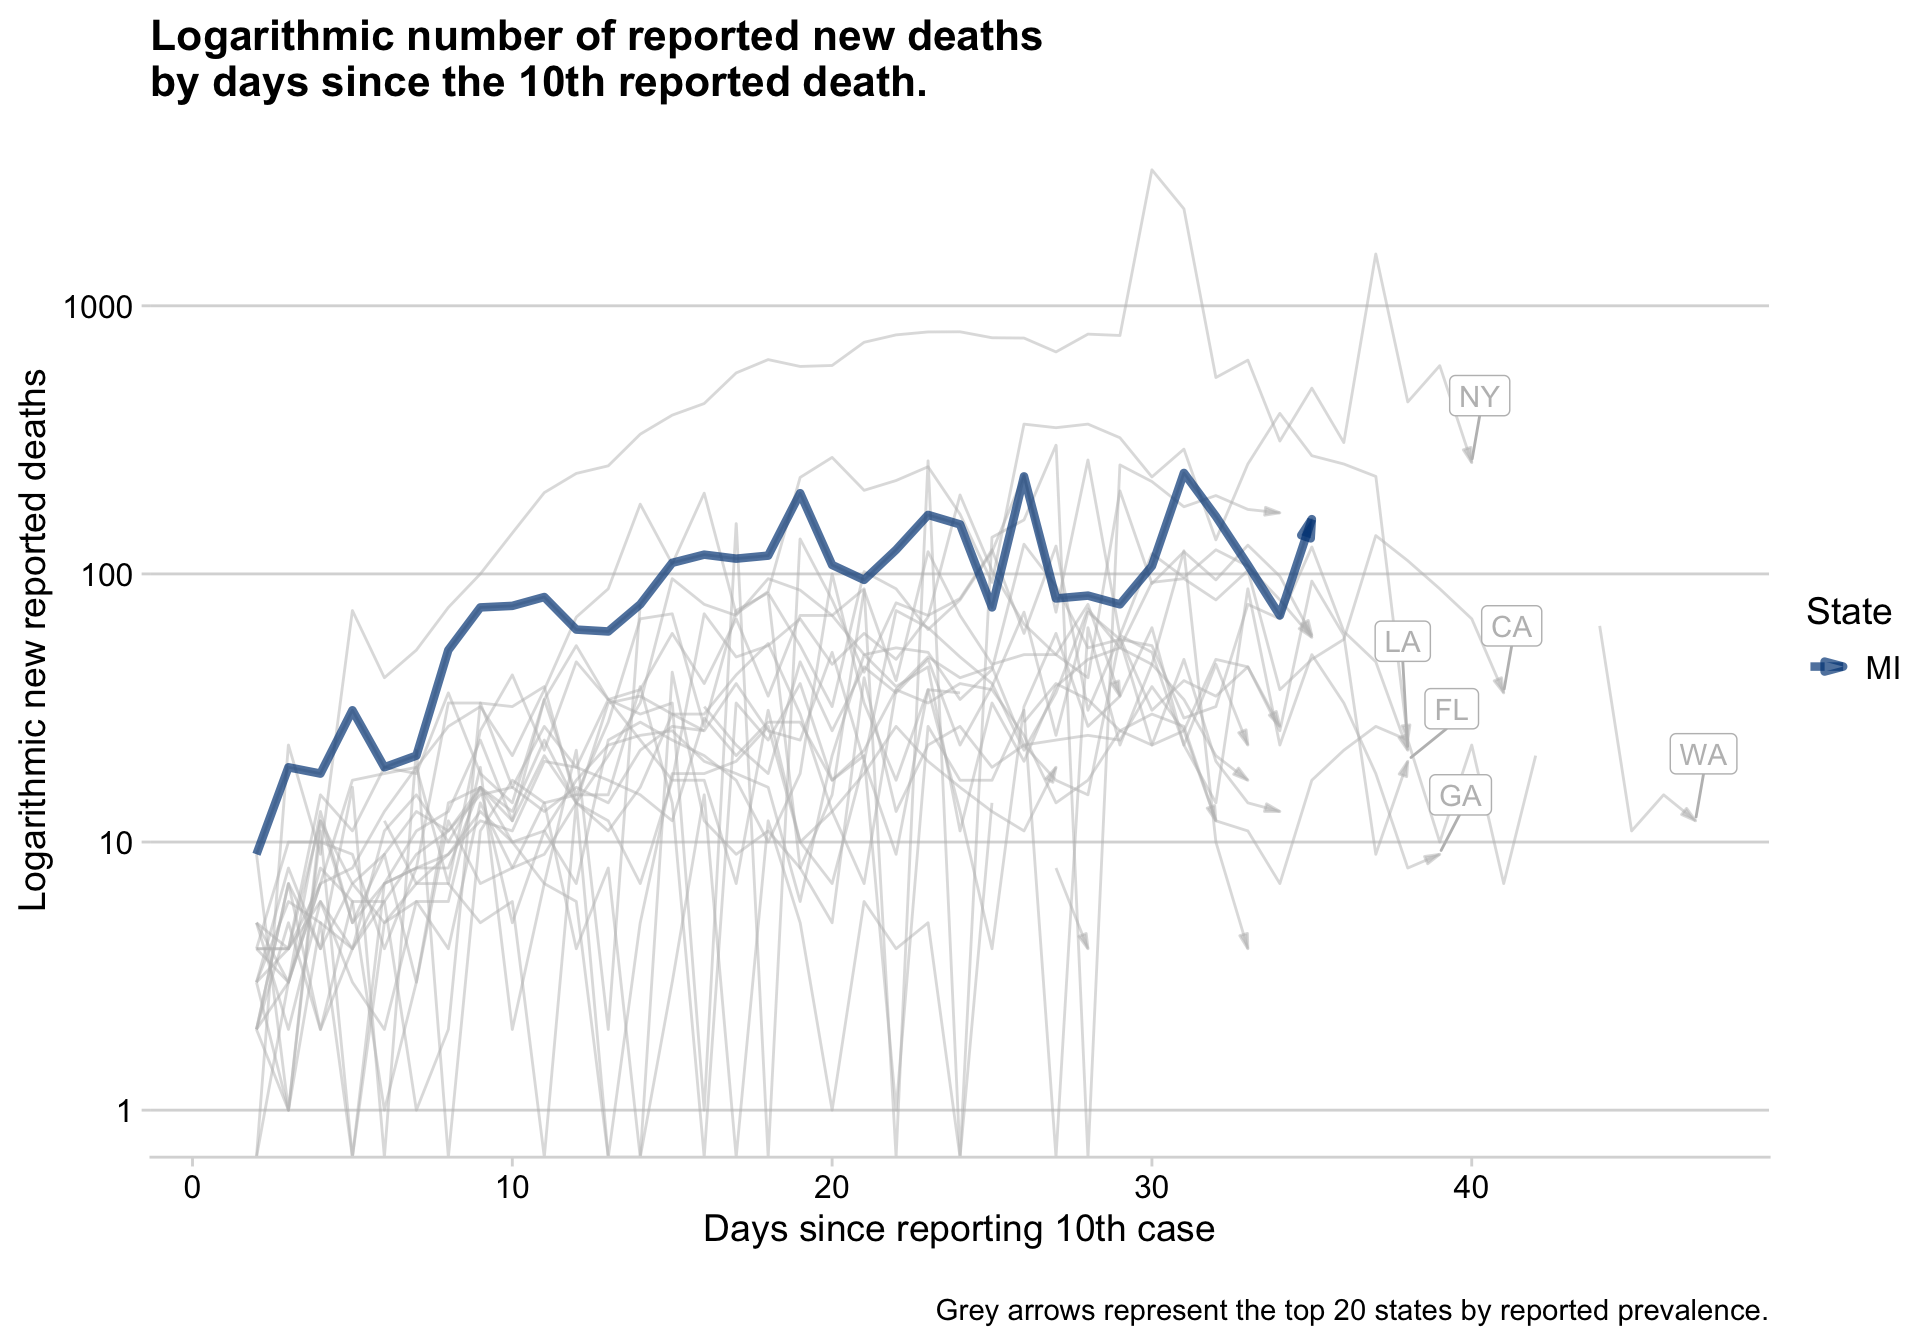 Logarithmic number of reported new deaths
by days since the 10th reported death.
Logarithmic new reported deaths
1000
100
10
1
NY
CA
LA
FL
WA
GA
State
MI
0 10 20 30 40
Days since reporting 10th case
Grey arrows represent the top 20 states by reported prevalence.